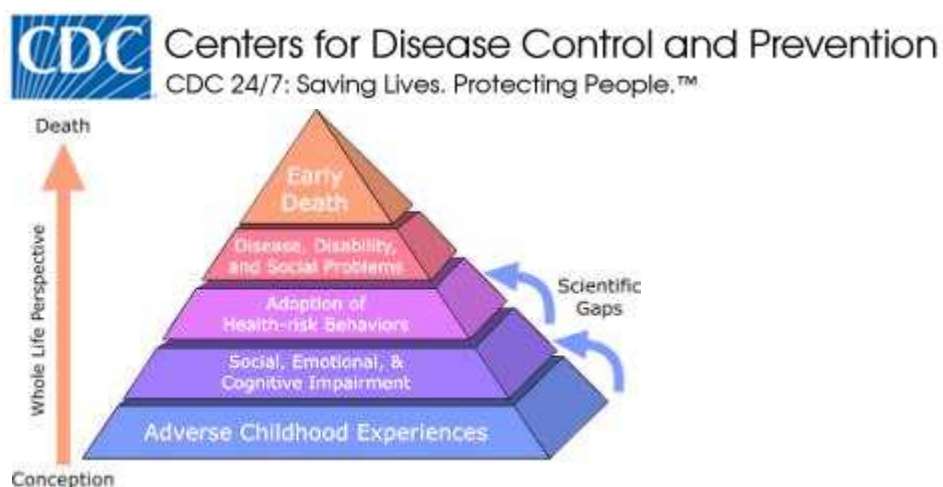 CDC Centers for Disease Control and Prevention
CDC 24/7: Saving Lives. Protecting People.™
Death
Early
Death
Disease, Disability,
and Social Problems
Adoption of
Health-risk Behaviors
Social, Emotional, &
Cognitive Impairment
Adverse Childhood Experiences
Scientific
Gaps
Whole Life Perspective
Conception